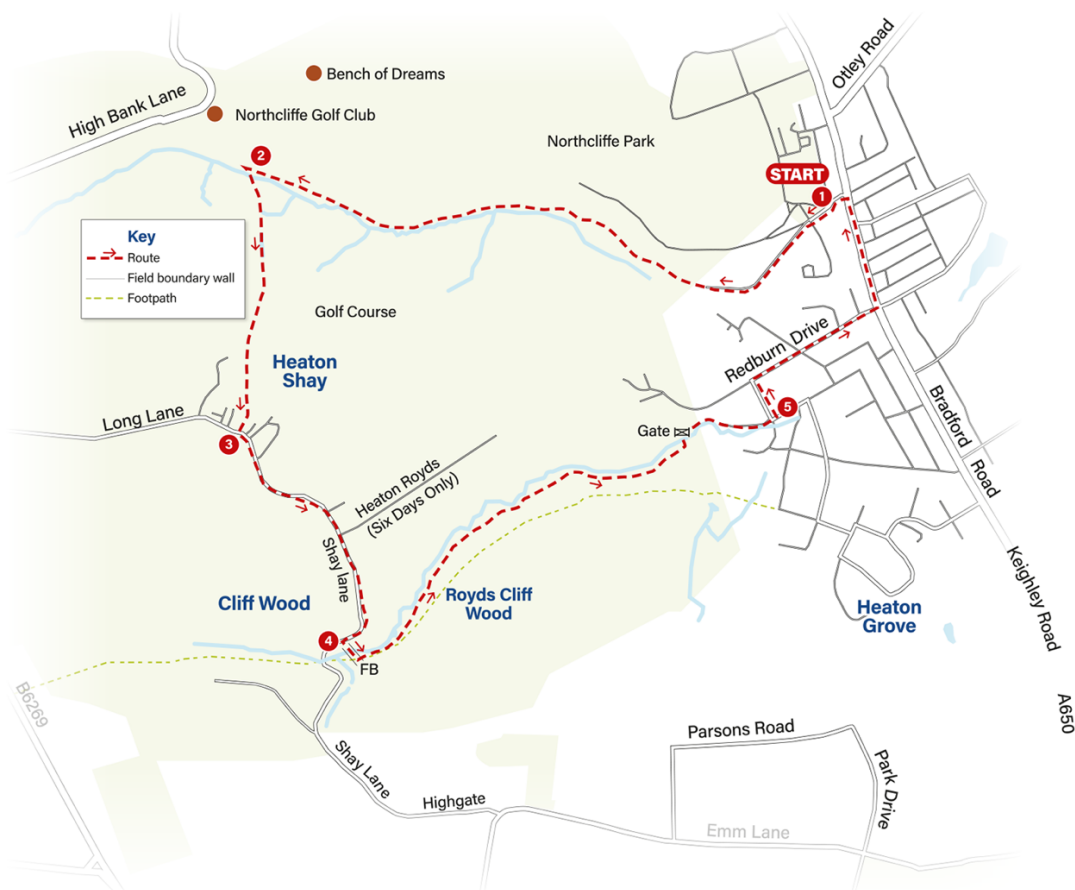 Otley Road
Bench of Dreams
High Bank Lane
Northcliffe Golf Club
Northcliffe Park
2
START
1
Key
Route
Field boundary wall
Footpath
Golf Course
Redburn Drive
Heaton
Shay
Long Lane
3
5
Gate
Bradford
Road
Heaton Royds
(Six Days Only)
Shay lane
Keighley Road
Cliff Wood
Royds Cliff
Wood
Heaton
Grove
4
FB
B6269
A650
Shay Lane
Parsons Road
Park Drive
Highgate
Emm Lane